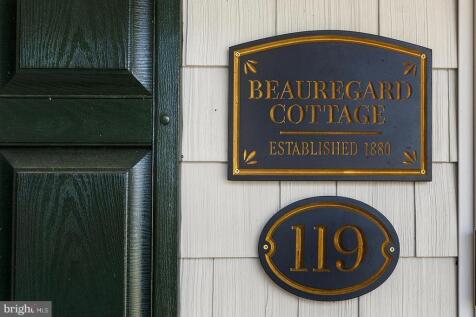 BEAUREGARD
COTTAGE
ESTABLISHED 1880
119
bright MLS